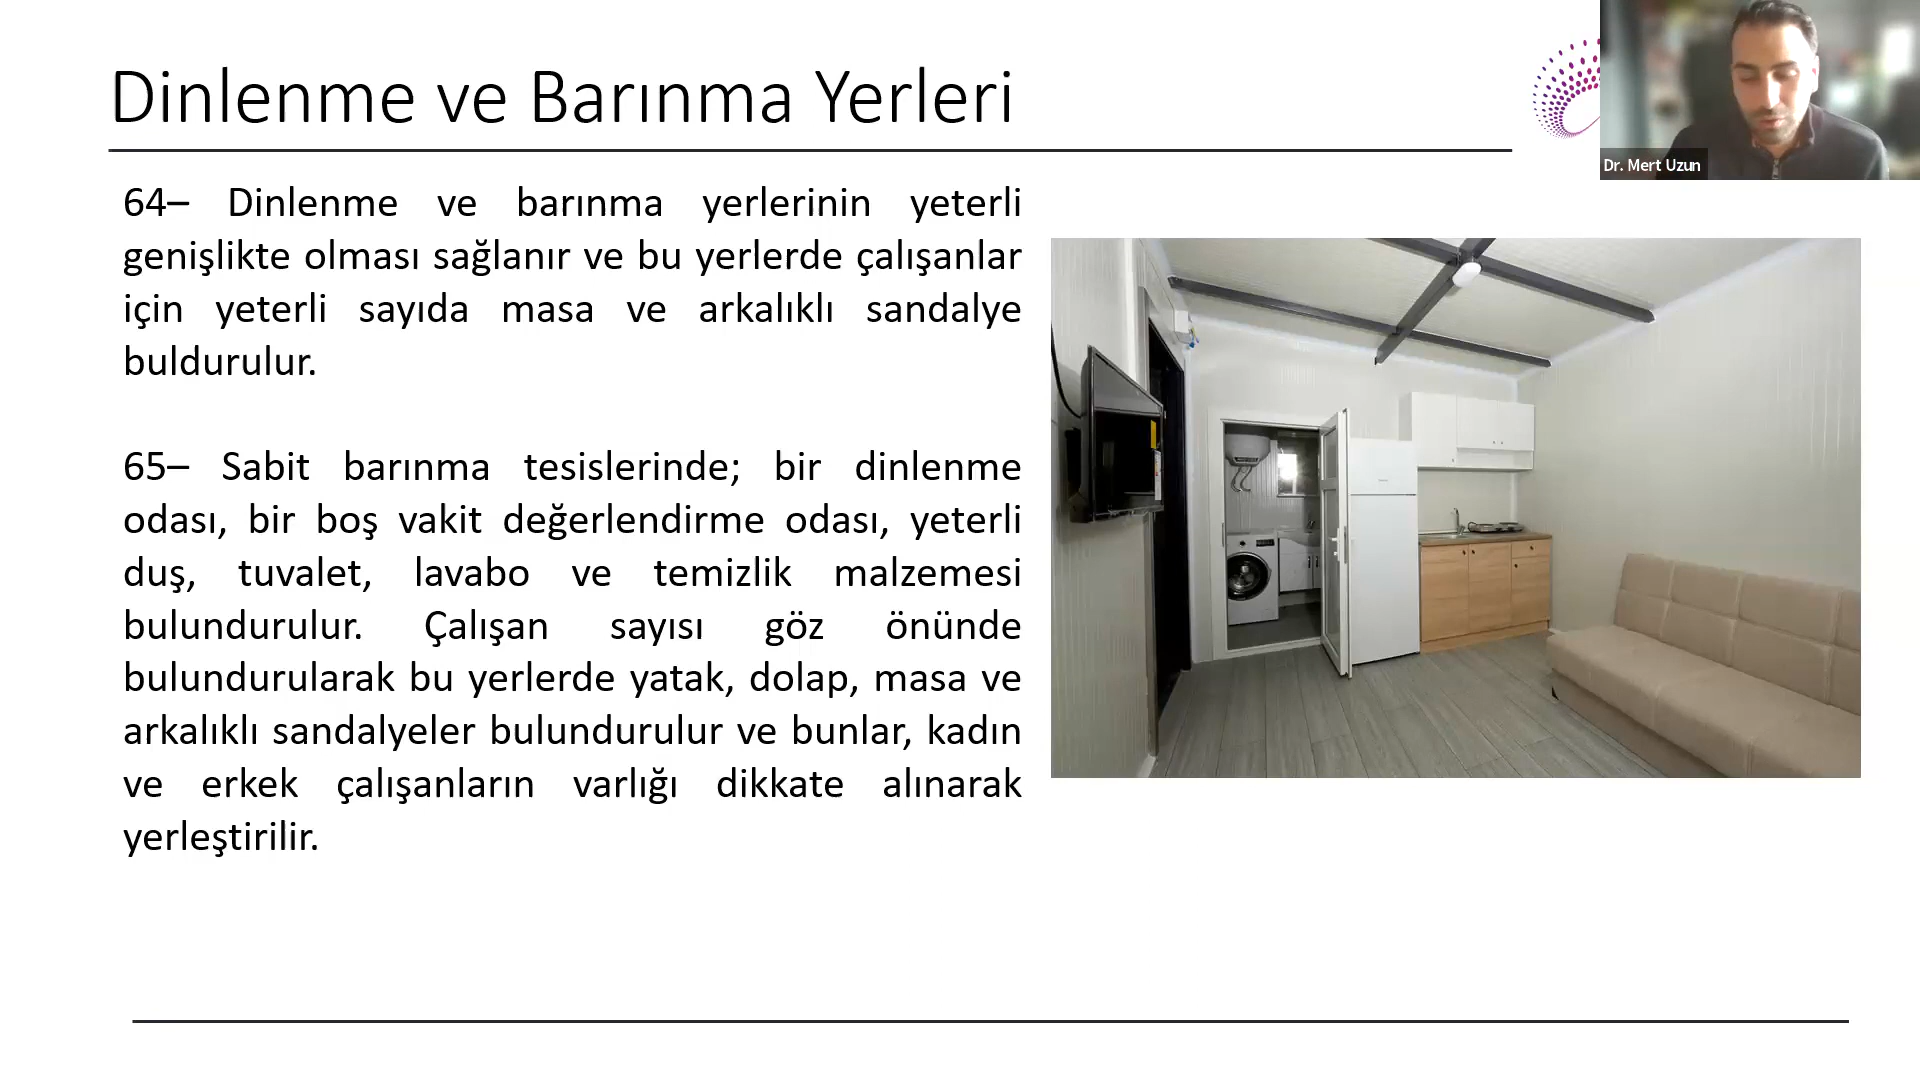 Dinlenme ve Barınma Yerleri
Dr. Mert Uzun
64– Dinlenme ve barınma yerlerinin yeterli
genişlikte olması sağlanır ve bu yerlerde çalışanlar
için yeterli sayıda masa ve arkalıklı sandalye
buldurulur.
65– Sabit barınma tesislerinde; bir dinlenme
odası, bir boş vakit değerlendirme odası, yeterli
duş, tuvalet, lavabo ve temizlik malzemesi
bulundurulur. Çalışan sayısı göz önünde
bulundurularak bu yerlerde yatak, dolap, masa ve
arkalıklı sandalyeler bulundurulur ve bunlar, kadın
ve erkek çalışanların varlığı dikkate alınarak
yerleştirilir.